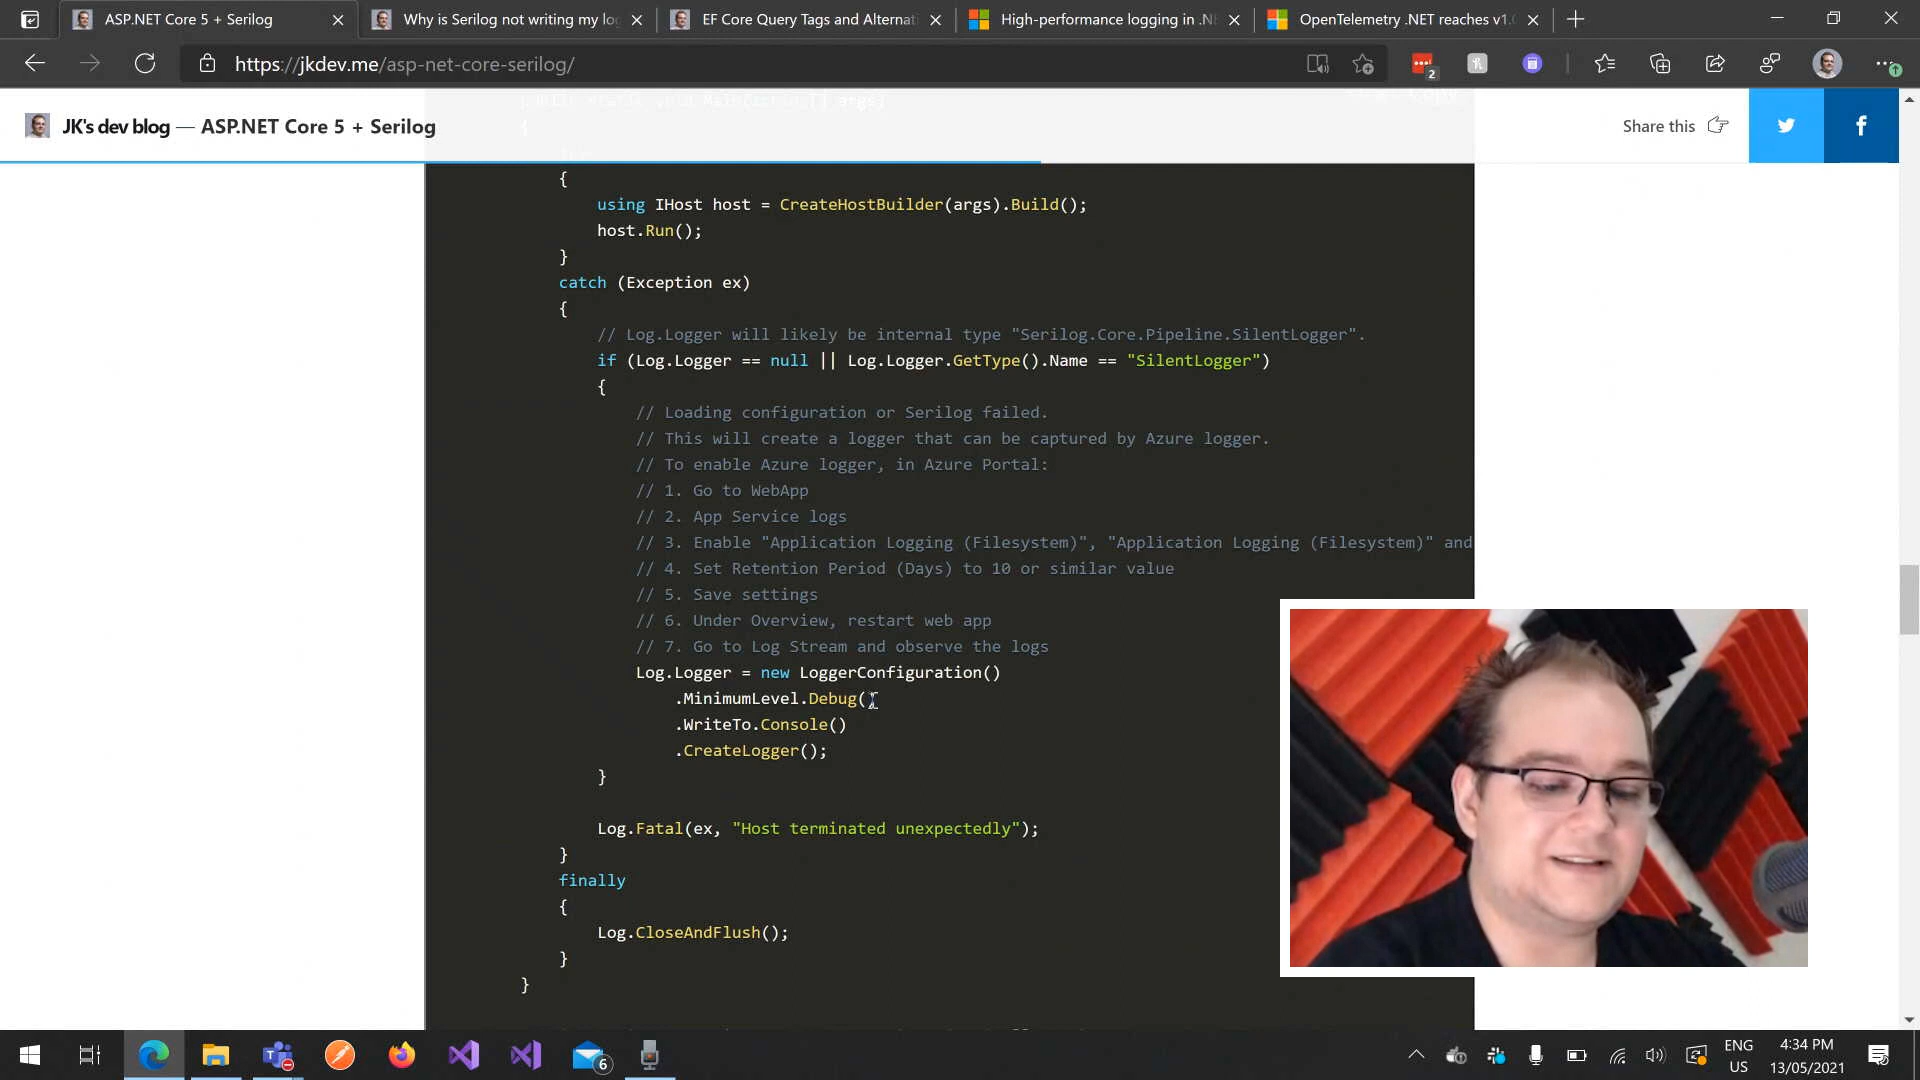 ASP.NET Core 5 + Serilog
Why is Serilog not writing my lo
EF Core Query Tags and Alternat
High-performance logging in .N
OpenTelemetry .NET reaches v1.
https://jkdev.me/asp-net-core-serilog/
2
JK's dev blog — ASP.NET Core 5 + Serilog
Share this
{
using IHost host = CreateHostBuilder(args).Build();
host.Run();
}
catch (Exception ex)
{
// Log.Logger will likely be internal type "Serilog.Core.Pipeline.SilentLogger".
if (Log.Logger == null || Log.Logger.GetType().Name == "SilentLogger")
{
// Loading configuration or Serilog failed.
// This will create a logger that can be captured by Azure logger.
// To enable Azure logger, in Azure Portal:
// 1. Go to WebApp
// 2. App Service logs
// 3. Enable "Application Logging (Filesystem)", "Application Logging (Filesystem)" and
// 4. Set Retention Period (Days) to 10 or similar value
// 5. Save settings
// 6. Under Overview, restart web app
// 7. Go to Log Stream and observe the logs
Log.Logger = new LoggerConfiguration()
.MinimumLevel.Debug()
.WriteTo.Console()
.CreateLogger();
}
Log.Fatal(ex, "Host terminated unexpectedly");
}
finally
{
Log.CloseAndFlush();
}
}
6
ENG
US
4:34 PM
13/05/2021